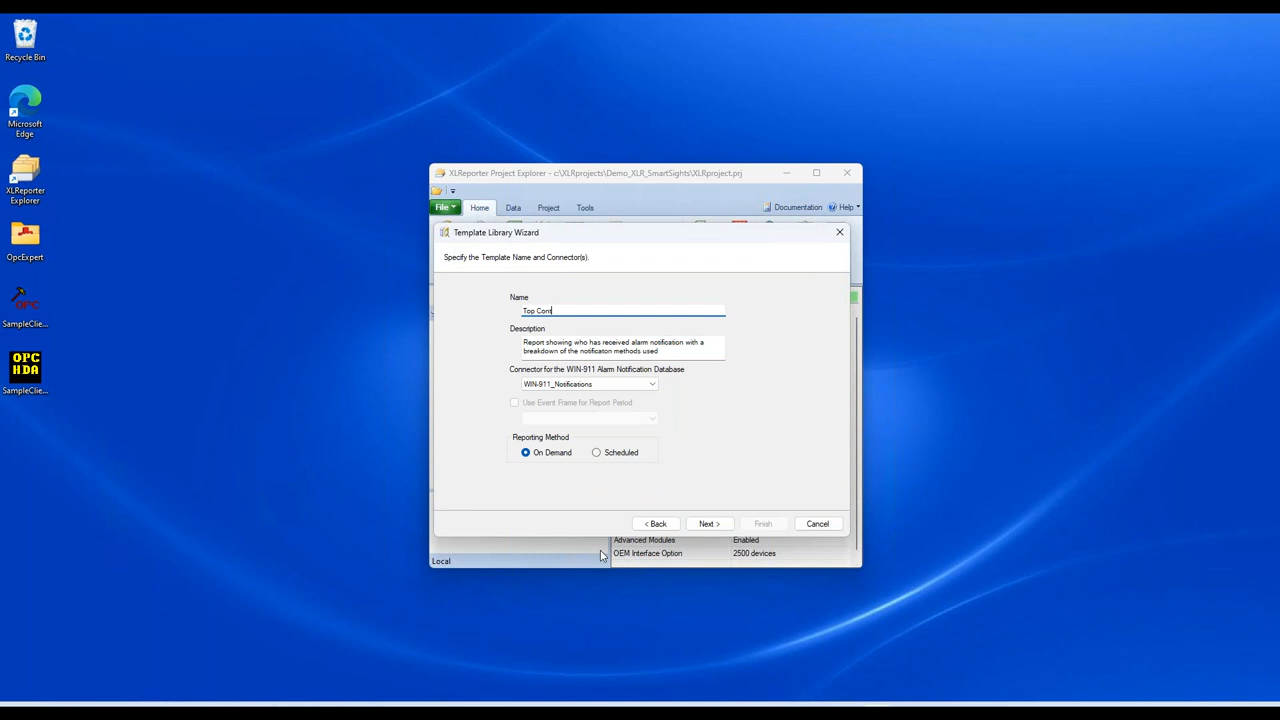 Recycle Bin
Microsoft
Edge
XLReporter
Explorer
OpcExpert
OPC
SampleClie...
OPC
HDA
SampleClie...
XLReporter Project Explorer - c:\XLRprojects\Demo_XLR_SmartSights\XLRproject.prj
File
Home
Data
Project
Tools
Documentation
Help
Template Library Wizard
Specify the Template Name and Connector(s).
Name
Top Cont
Description
Report showing who has received alarm notification with a
breakdown of the notificaton methods used
Connector for the WIN-911 Alarm Notification Database
WIN-911_Notifications
Use Event Frame for Report Period
Reporting Method
On Demand
Scheduled
< Back
Next >
Finish
Cancel
Advanced Modules
Enabled
OEM Interface Option
2500 devices
Local